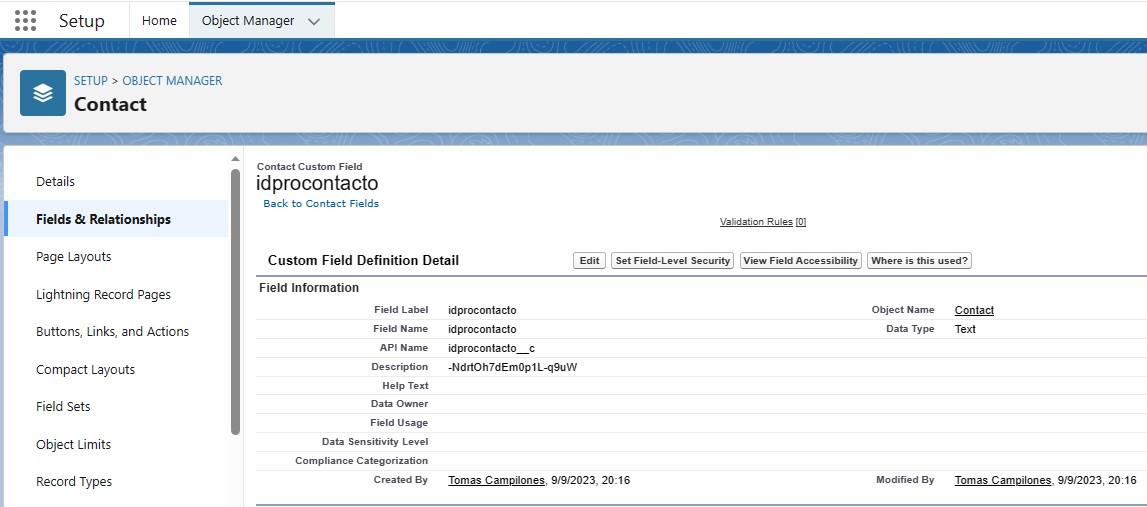 Setup Home Object Manager
SETUP > OBJECT MANAGER
Contact
Details
Fields & Relationships
Page Layouts
Lightning Record Pages
Buttons, Links, and Actions
Compact Layouts
Field Sets
Object Limits
Record Types
Contact Custom Field
idprocontacto
Back to Contact Fields
Validation Rules [0]
Custom Field Definition Detail Edit Set Field-Level Security View Field Accessibility Where is this used?
Field Information
Field Label idprocontacto Object Name Contact
Field Name idprocontacto Data Type Text
API Name idprocontacto__c
Description -NdrtOh7dEm0p1L-q9uW
Help Text
Data Owner
Field Usage
Data Sensitivity Level
Compliance Categorization
Created By Tomas Campilones, 9/9/2023, 20:16 Modified By Tomas Campilones, 9/9/2023, 20:16